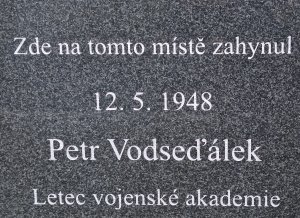 Zde na tomto místě zahynul
12. 5. 1948
Petr Vodseďálek
Letec vojenské akademie